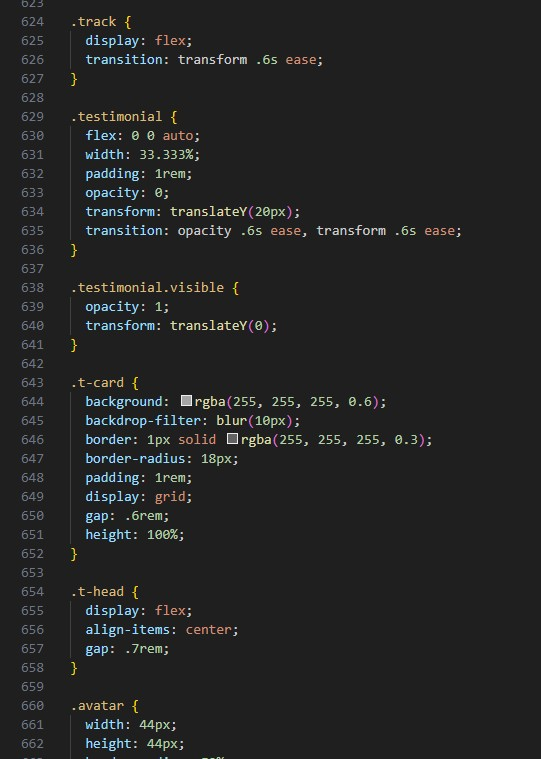 623
624 .track {
625 display: flex;
626 transition: transform .6s ease;
627 }
628
629 .testimonial {
630 flex: 0 0 auto;
631 width: 33.333%;
632 padding: 1rem;
633 opacity: 0;
634 transform: translateY(20px);
635 transition: opacity .6s ease, transform .6s ease;
636 }
637
638 .testimonial.visible {
639 opacity: 1;
640 transform: translateY(0);
641 }
642
643 .t-card {
644 background: rgba(255, 255, 255, 0.6);
645 backdrop-filter: blur(10px);
646 border: 1px solid rgba(255, 255, 255, 0.3);
647 border-radius: 18px;
648 padding: 1rem;
649 display: grid;
650 gap: .6rem;
651 height: 100%;
652 }
653
654 .t-head {
655 display: flex;
656 align-items: center;
657 gap: .7rem;
658 }
659
660 .avatar {
661 width: 44px;
662 height: 44px;